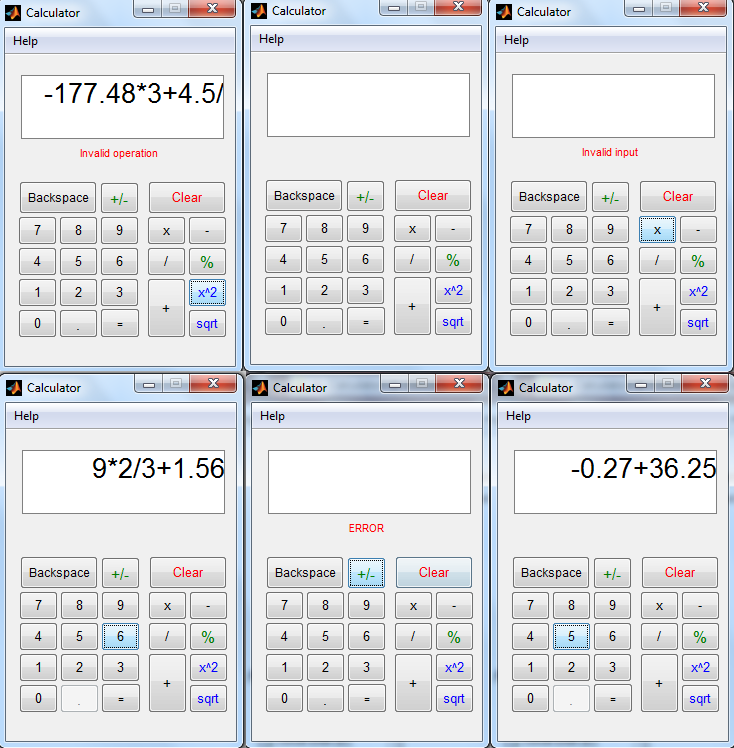 Calculator
Help
-177.48*3+4.5/
Invalid operation
Backspace +/- Clear
7 8 9 x -
4 5 6 / %
1 2 3 + x^2
0 . = sqrt
Calculator
Help
Backspace +/- Clear
7 8 9 x -
4 5 6 / %
1 2 3 + x^2
0 . = sqrt
Calculator
Help
Invalid input
Backspace +/- Clear
7 8 9 x -
4 5 6 / %
1 2 3 + x^2
0 . = sqrt
Calculator
Help
9*2/3+1.56
Backspace +/- Clear
7 8 9 x -
4 5 6 / %
1 2 3 + x^2
0 . = sqrt
Calculator
Help
ERROR
Backspace +/- Clear
7 8 9 x -
4 5 6 / %
1 2 3 + x^2
0 . = sqrt
Calculator
Help
-0.27+36.25
Backspace +/- Clear
7 8 9 x -
4 5 6 / %
1 2 3 + x^2
0 . = sqrt